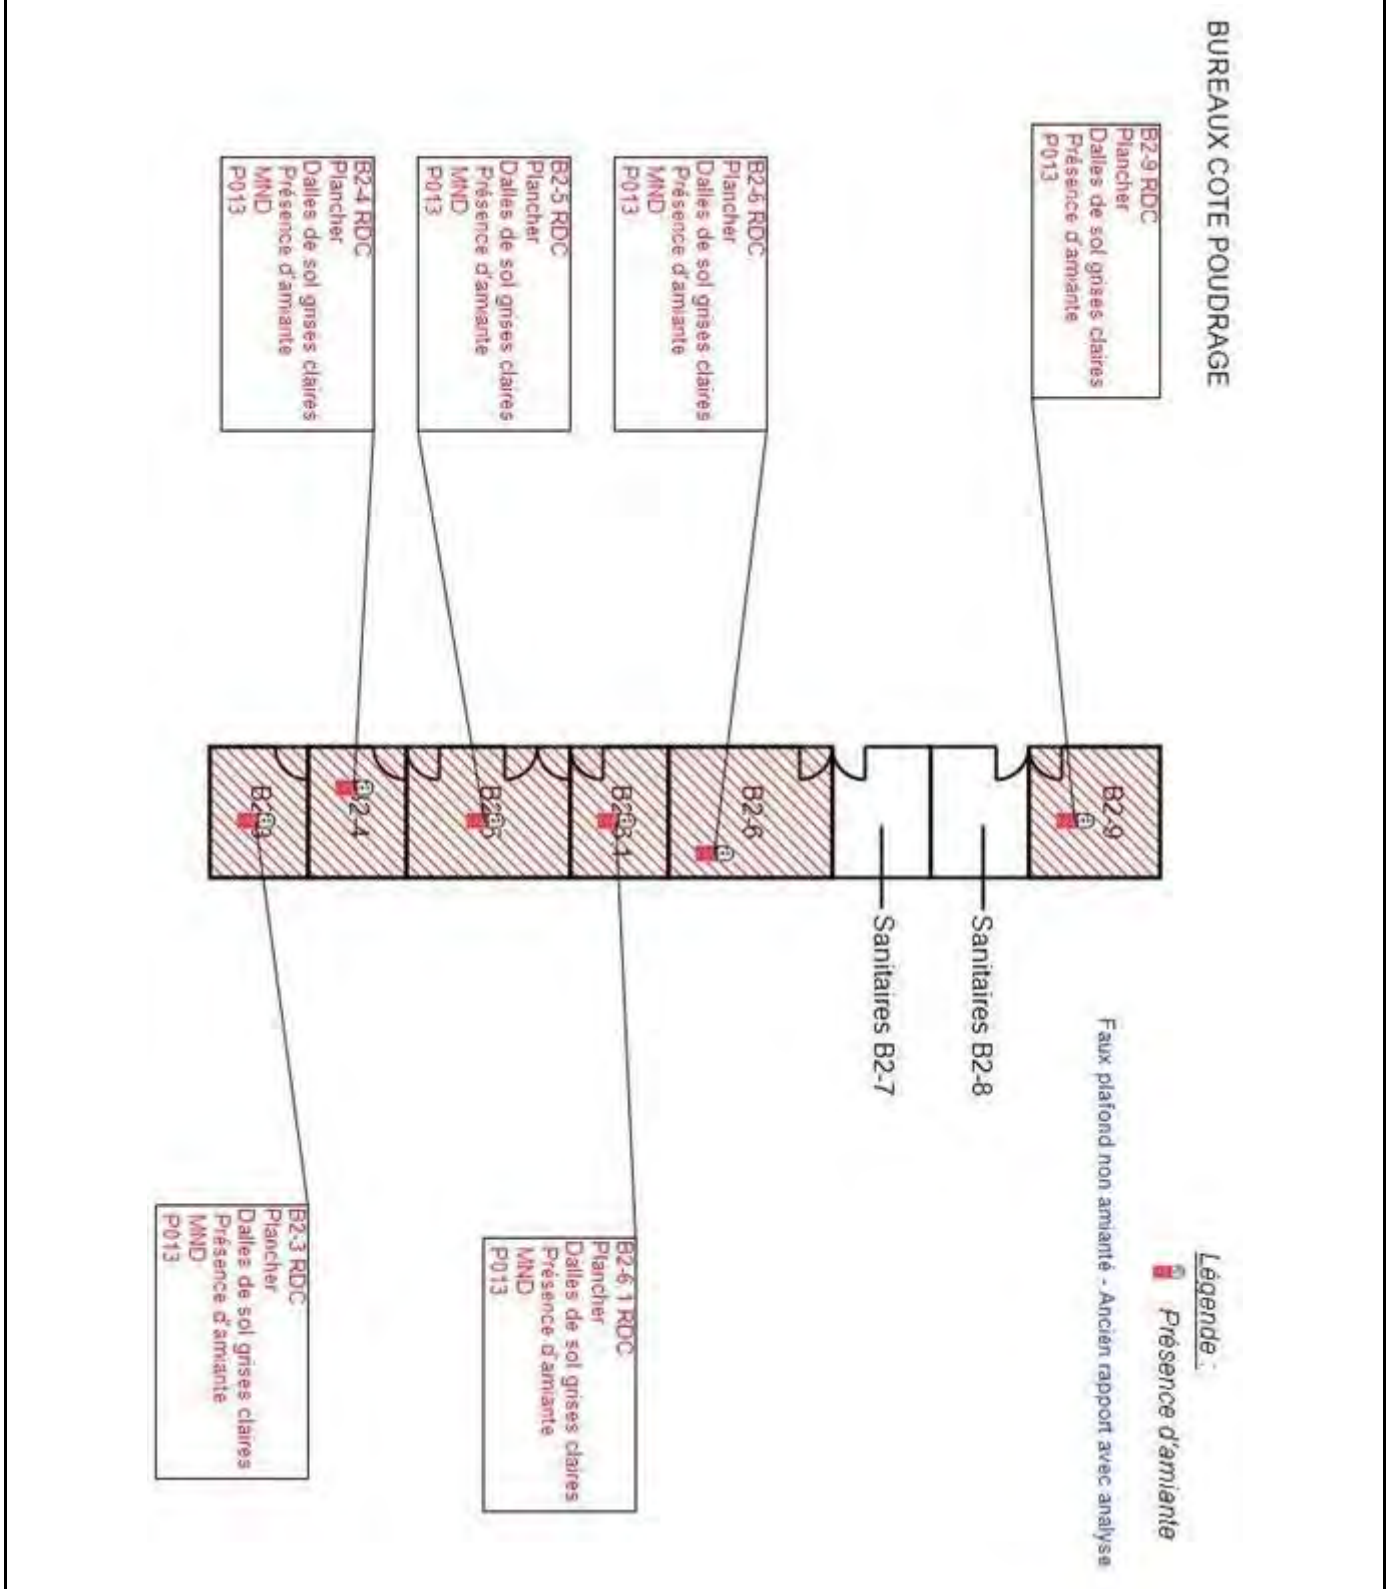 BUREAUX COTE POUDRAGE
B2-9 RDC
Plancher
Dalles de sol grises claires
Présence d'amiante
P013
B2-6 RDC
Plancher
Dalles de sol grises claires
Présence d'amiante
MND
P013
B2-5 RDC
Plancher
Dalles de sol grises claires
Présence d'amiante
MND
P013
B2-4 RDC
Plancher
Dalles de sol grises claires
Présence d'amiante
MND
P013
B2-9
B2-6
Sanitaires B2-8
Sanitaires B2-7
Légende :
Présence d'amiante
Faux plafond non amianté - Ancien rapport avec analyse
B2-6.1 RDC
Plancher
Dalles de sol grises claires
Présence d'amiante
MND
P013
B2-3 RDC
Plancher
Dalles de sol grises claires
Présence d'amiante
MND
P013